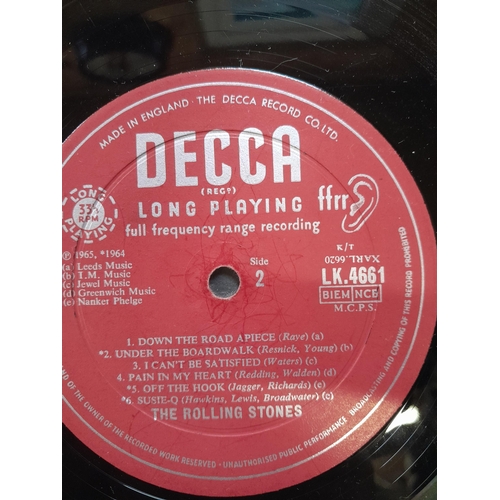 MADE IN ENGLAND · THE DECCA RECORD CO. LTD.
DECCA
(REGD)
LONG PLAYING
33⅓
RPM
LONG PLAYING
ffrr
full frequency range recording
℗ 1965, *1964
(a) Leeds Music
(b) T.M. Music
(c) Jewel Music
(d) Greenwich Music
(e) Nanker Phelge
Side
2
K/T
XARL.6620
LK.4661
BIEM NCB
M.C.P.S.
1. DOWN THE ROAD APIECE (Raye) (a)
*2. UNDER THE BOARDWALK (Resnick, Young) (b)
3. I CAN'T BE SATISFIED (Waters) (c)
4. PAIN IN MY HEART (Redding, Walden) (d)
*5. OFF THE HOOK (Jagger, Richards) (e)
*6. SUSIE-Q (Hawkins, Lewis, Broadwater) (c)
THE ROLLING STONES
OF THE OWNER OF THE RECORDED WORK RESERVED · UNAUTHORISED PUBLIC PERFORMANCE BROADCASTING AND COPYING OF THIS RECORD PROHIBITED